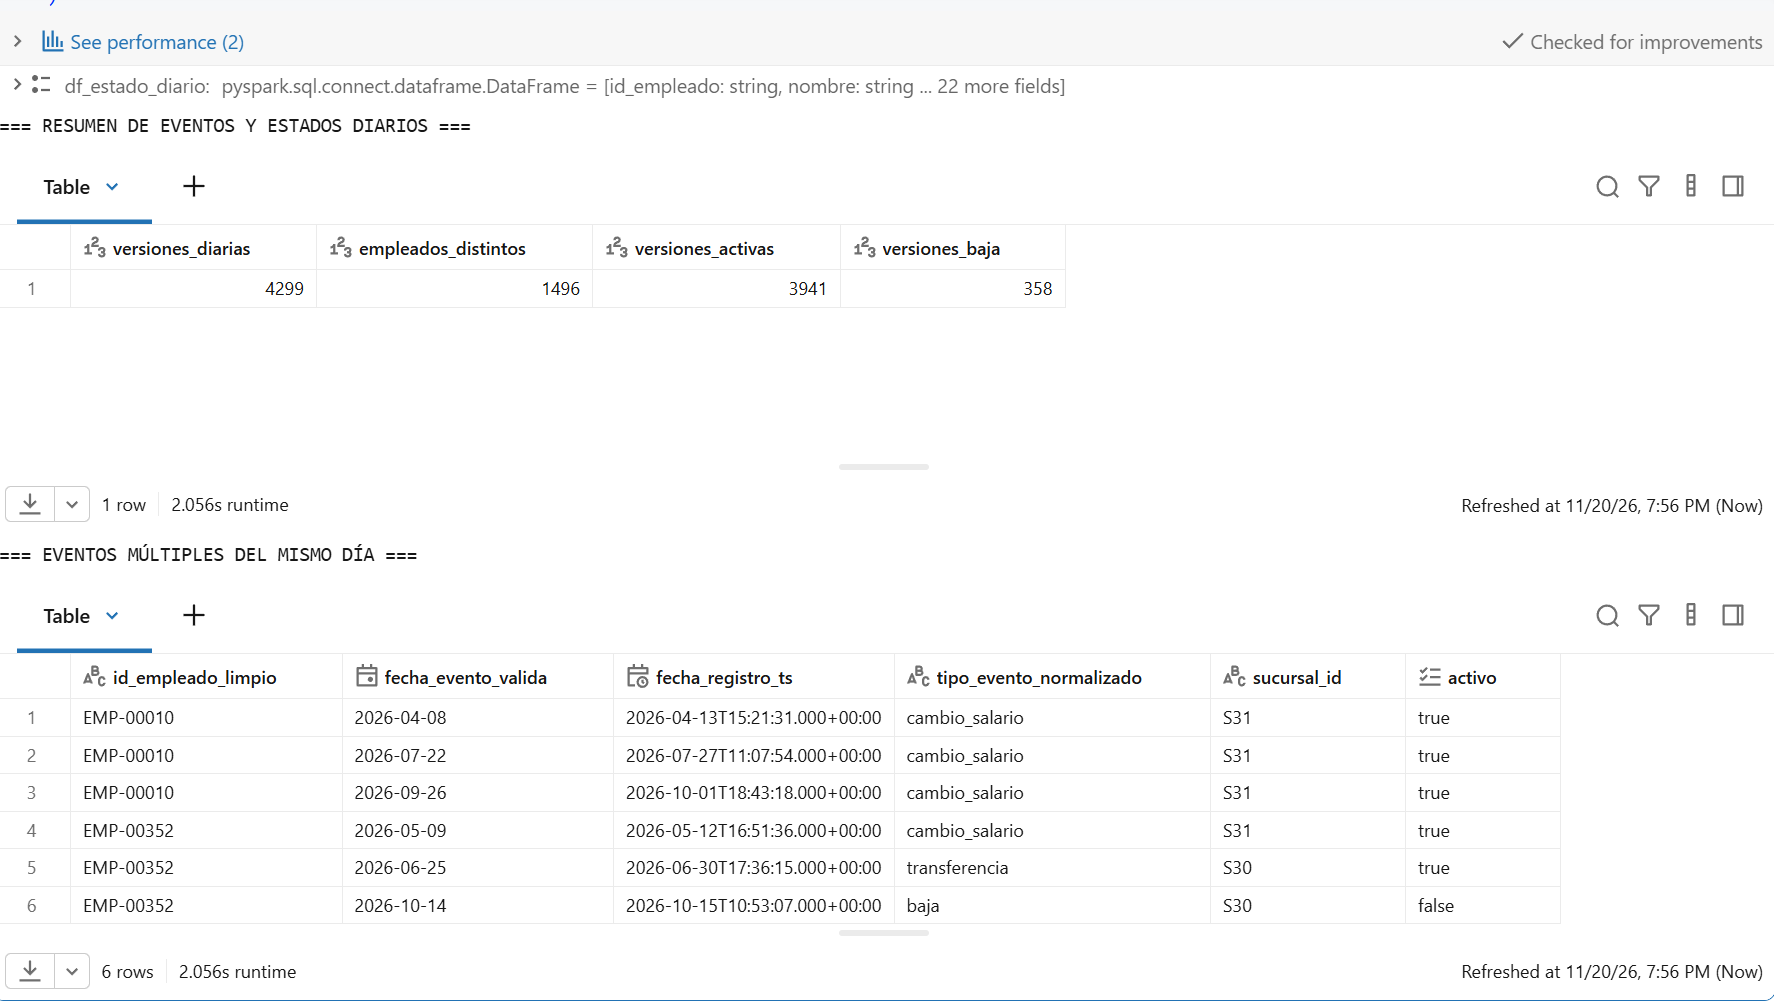 See performance (2)
Checked for improvements
df_estado_diario: pyspark.sql.connect.dataframe.DataFrame = [id_empleado: string, nombre: string ... 22 more fields]
=== RESUMEN DE EVENTOS Y ESTADOS DIARIOS ===
Table
versiones_diarias empleados_distintos versiones_activas versiones_baja
1 4299 1496 3941 358
1 row 2.056s runtime Refreshed at 11/20/26, 7:56 PM (Now)
=== EVENTOS MÚLTIPLES DEL MISMO DÍA ===
Table
id_empleado_limpio fecha_evento_valida fecha_registro_ts tipo_evento_normalizado sucursal_id activo
1 EMP-00010 2026-04-08 2026-04-13T15:21:31.000+00:00 cambio_salario S31 true
2 EMP-00010 2026-07-22 2026-07-27T11:07:54.000+00:00 cambio_salario S31 true
3 EMP-00010 2026-09-26 2026-10-01T18:43:18.000+00:00 cambio_salario S31 true
4 EMP-00352 2026-05-09 2026-05-12T16:51:36.000+00:00 cambio_salario S31 true
5 EMP-00352 2026-06-25 2026-06-30T17:36:15.000+00:00 transferencia S30 true
6 EMP-00352 2026-10-14 2026-10-15T10:53:07.000+00:00 baja S30 false
6 rows 2.056s runtime Refreshed at 11/20/26, 7:56 PM (Now)